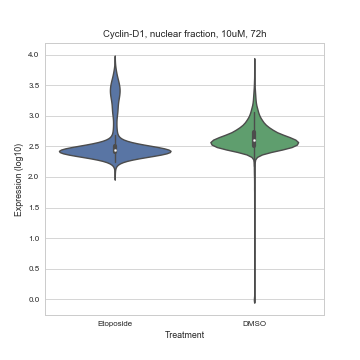 Cyclin-D1, nuclear fraction, 10uM, 72h
4.0
3.5
3.0
2.5
2.0
1.5
1.0
0.5
0.0
Expression (log10)
Etoposide
DMSO
Treatment